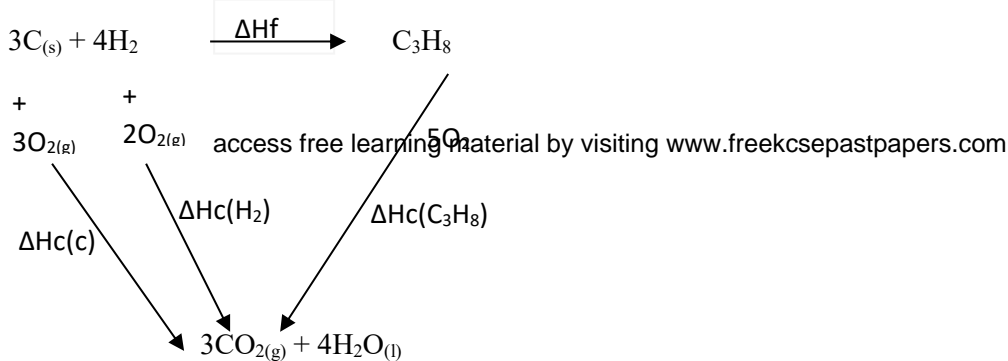 ΔHf
3C(s) + 4H₂ C₃H₈
+ +
3O₂(g) 2O₂(g) 5O₂
access free learning material by visiting www.freekcsepastpapers.com
ΔHc(H₂) ΔHc(C₃H₈)
ΔHc(c)
3CO₂(g) + 4H₂O(l)